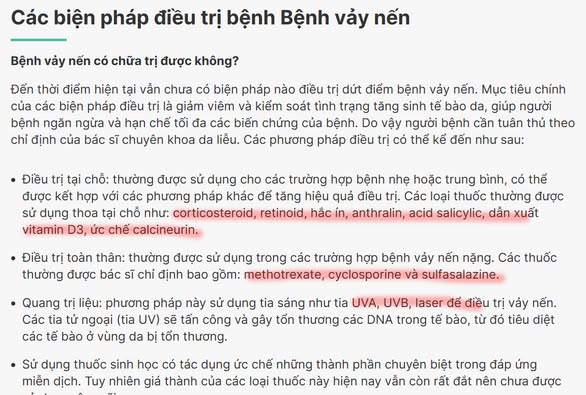 Các biện pháp điều trị bệnh Bệnh vảy nến
Bệnh vảy nến có chữa trị được không?
Đến thời điểm hiện tại vẫn chưa có biện pháp nào điều trị dứt điểm bệnh vảy nến. Mục tiêu chính
của các biện pháp điều trị là giảm viêm và kiểm soát tình trạng tăng sinh tế bào da, giúp người
bệnh ngăn ngừa và hạn chế tối đa các biến chứng của bệnh. Do vậy người bệnh cần tuân thủ theo
chỉ định của bác sĩ chuyên khoa da liễu. Các phương pháp điều trị có thể kể đến như sau:
• Điều trị tại chỗ: thường được sử dụng cho các trường hợp bệnh nhẹ hoặc trung bình, có thể
được kết hợp với các phương pháp khác để tăng hiệu quả điều trị. Các loại thuốc thường được
sử dụng thoa tại chỗ như: corticosteroid, retinoid, hắc ín, anthralin, acid salicylic, dẫn xuất
vitamin D3, ức chế calcineurin.
• Điều trị toàn thân: thường được sử dụng trong các trường hợp bệnh vảy nến nặng. Các thuốc
thường được bác sĩ chỉ định bao gồm: methotrexate, cyclosporine và sulfasalazine.
• Quang trị liệu: phương pháp này sử dụng tia sáng như tia UVA, UVB, laser để điều trị vảy nến.
Các tia tử ngoại (tia UV) sẽ tấn công và gây tổn thương các DNA trong tế bào, từ đó tiêu diệt
các tế bào ở vùng da bị tổn thương.
• Sử dụng thuốc sinh học có tác dụng ức chế những thành phần chuyên biệt trong đáp ứng
miễn dịch. Tuy nhiên giá thành của các loại thuốc này hiện nay vẫn còn rất đắt nên chưa được